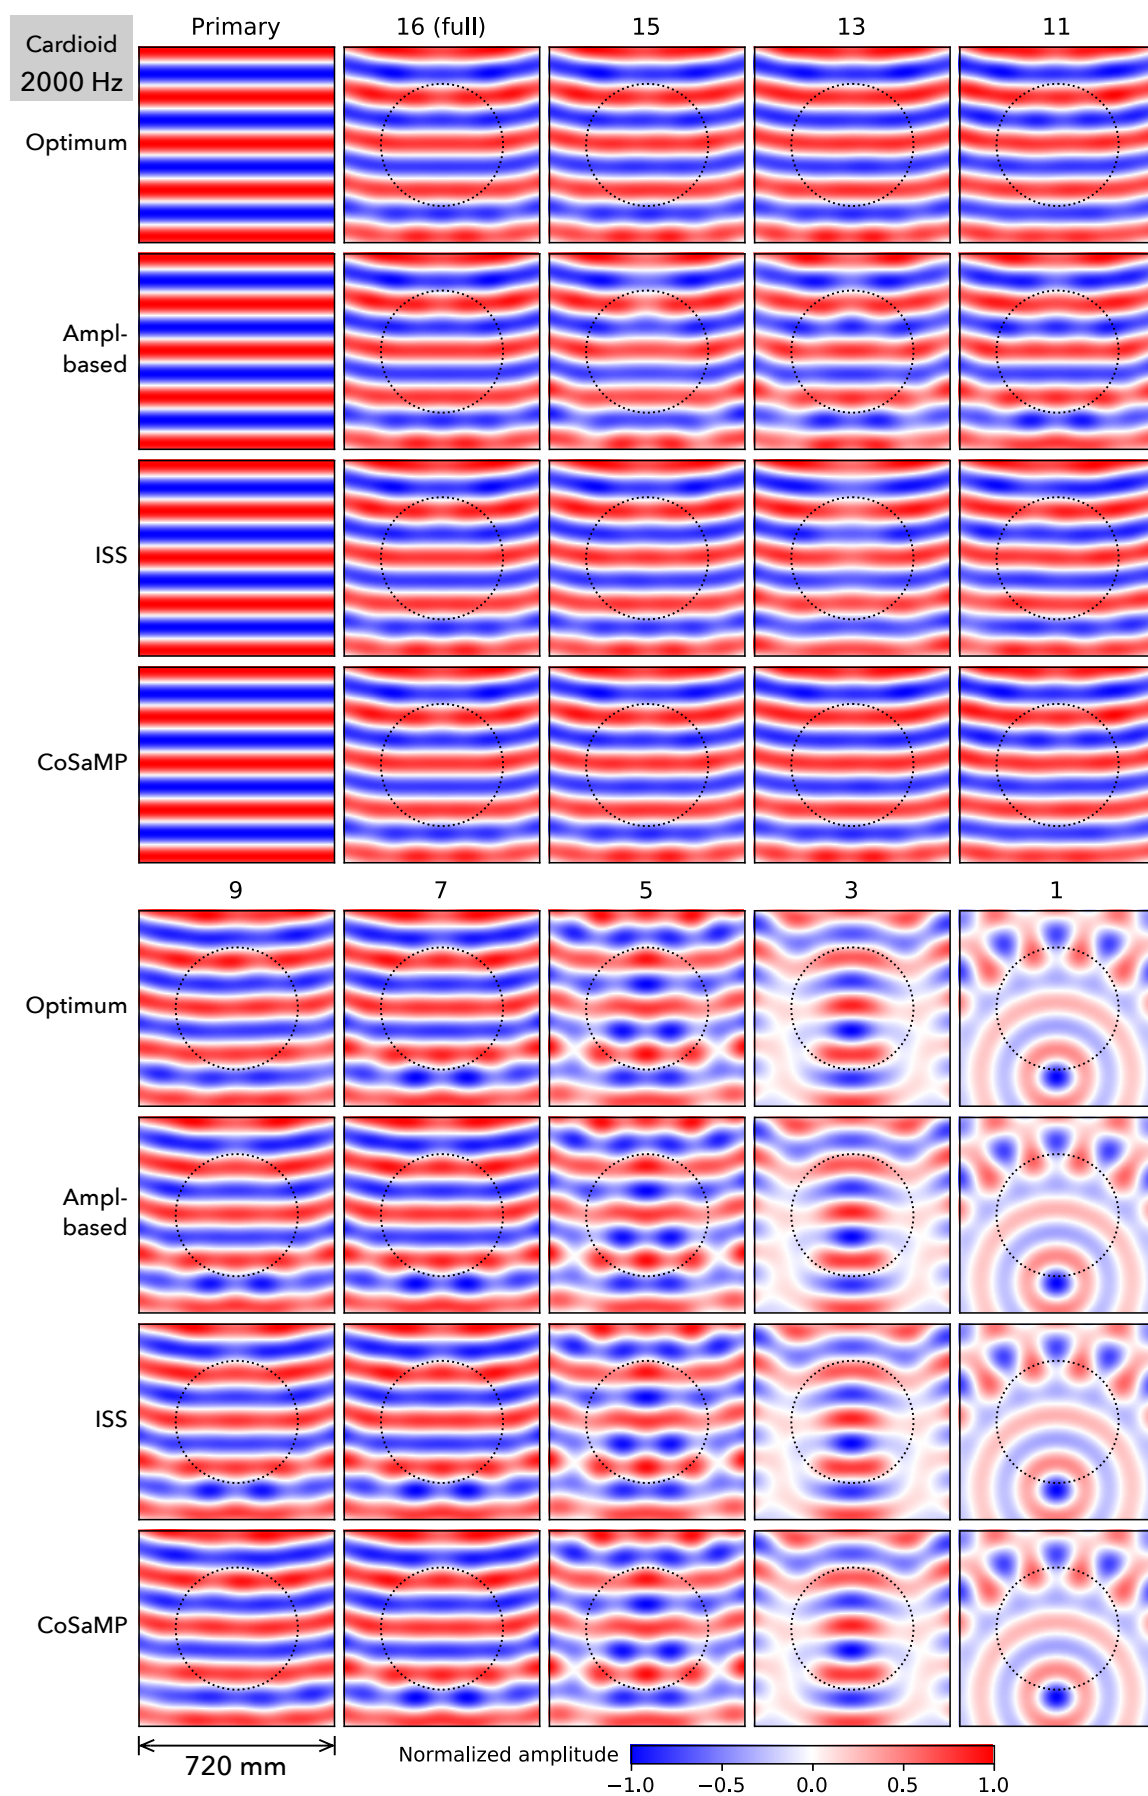 Cardioid
2000 Hz
Primary 16 (full) 15 13 11
Optimum
Ampl-
based
ISS
CoSaMP
9 7 5 3 1
Optimum
Ampl-
based
ISS
CoSaMP
720 mm
Normalized amplitude
−1.0 −0.5 0.0 0.5 1.0